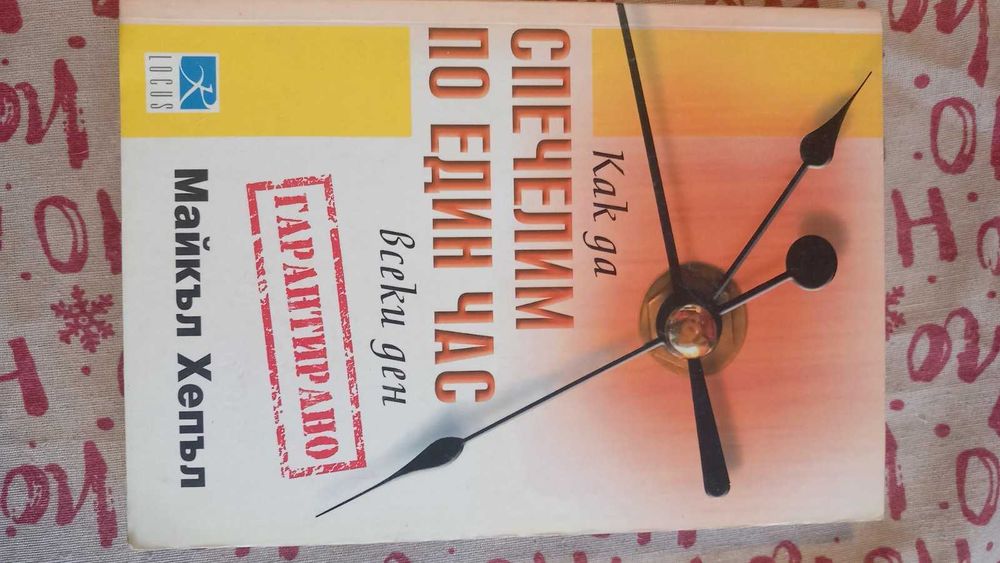 Как да
СПЕЧЕЛИМ
ПО ЕДИН ЧАС
всеки ден
ГАРАНТИРАНО
Майкъл Хепъл
R
LOCUS